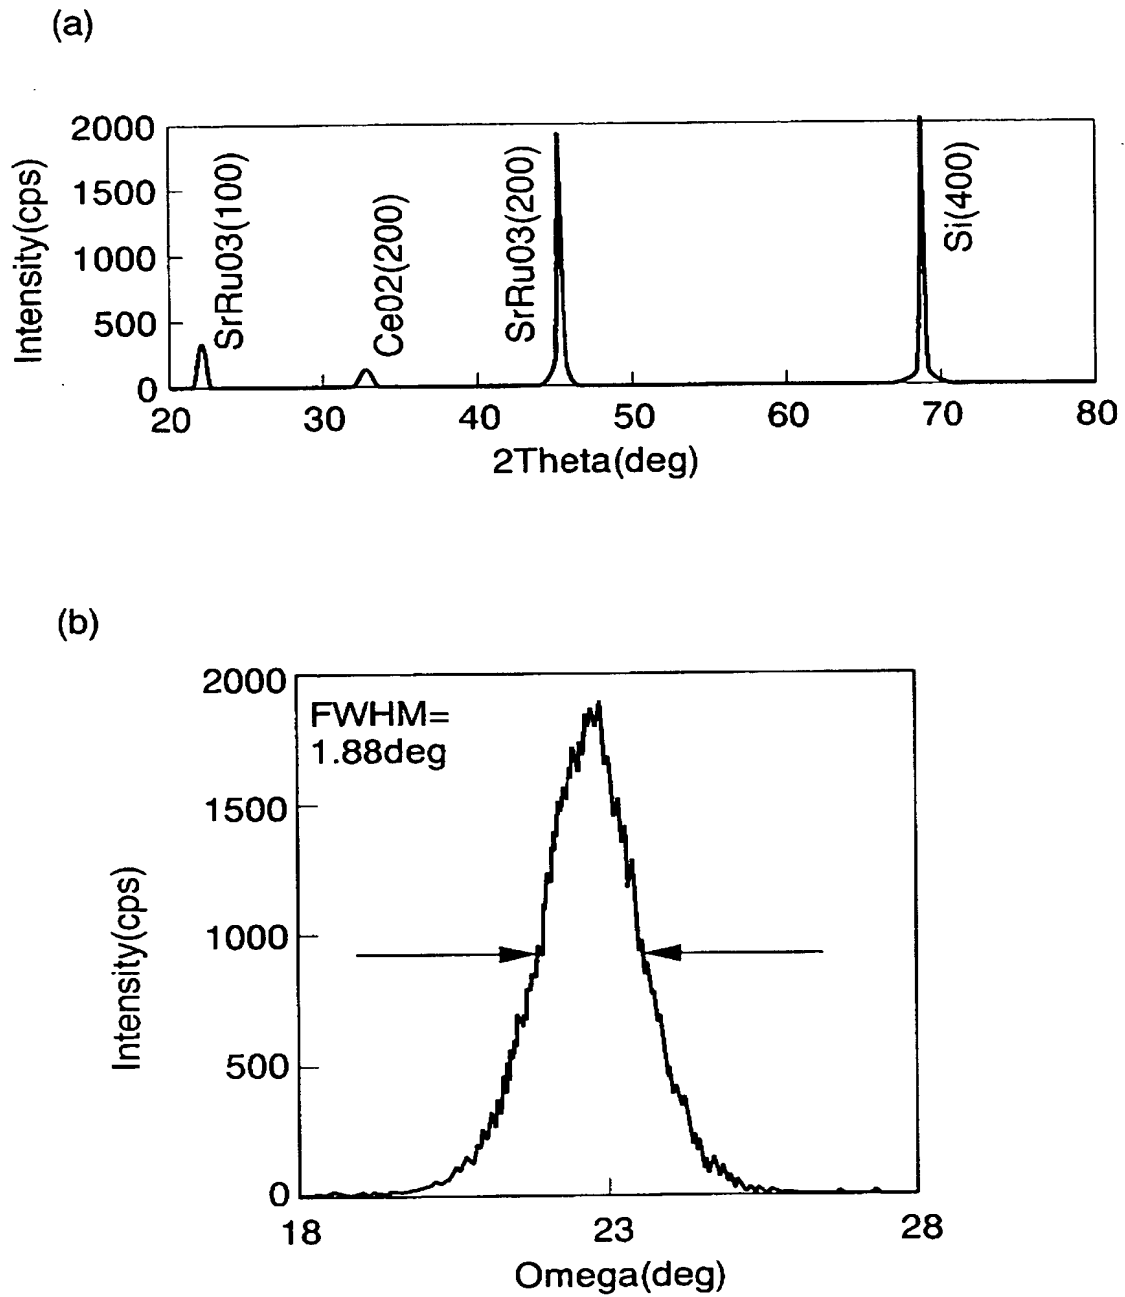 (a)
2000
1500
1000
500
0
Intensity(cps)
SrRu03(100)
Ce02(200)
SrRu03(200)
Si(400)
20 30 40 50 60 70 80
2Theta(deg)
(b)
2000
1500
1000
500
0
Intensity(cps)
FWHM=
1.88deg
18 23 28
Omega(deg)